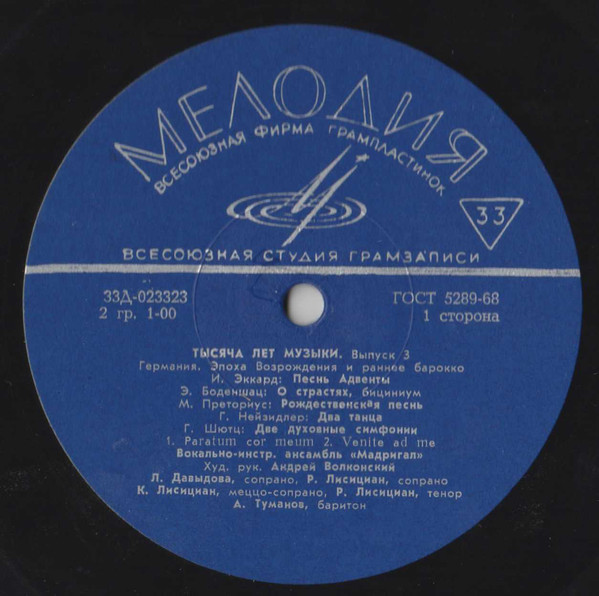 МЕЛОДИЯ
ВСЕСОЮЗНАЯ ФИРМА ГРАМПЛАСТИНОК
33
ВСЕСОЮЗНАЯ СТУДИЯ ГРАМЗАПИСИ
33Д-023323
ГОСТ 5289-68
2 гр. 1-00
1 сторона
ТЫСЯЧА ЛЕТ МУЗЫКИ. Выпуск 3
Германия, Эпоха Возрождения и раннее барокко
И. Эккард: Песнь Адвенты
Э. Боденшац: О страстях, бициниум
М. Преториус: Рождественская песнь
Г. Нейзидлер: Два танца
Г. Шютц: Две духовные симфонии
1. Paratum cor meum 2. Venite ad me
Вокально-инстр. ансамбль «Мадригал»
Худ. рук. Андрей Волконский
Л. Давыдова, сопрано, Р. Лисициан, сопрано
К. Лисициан, меццо-сопрано, Р. Лисициан, тенор
А. Туманов, баритон